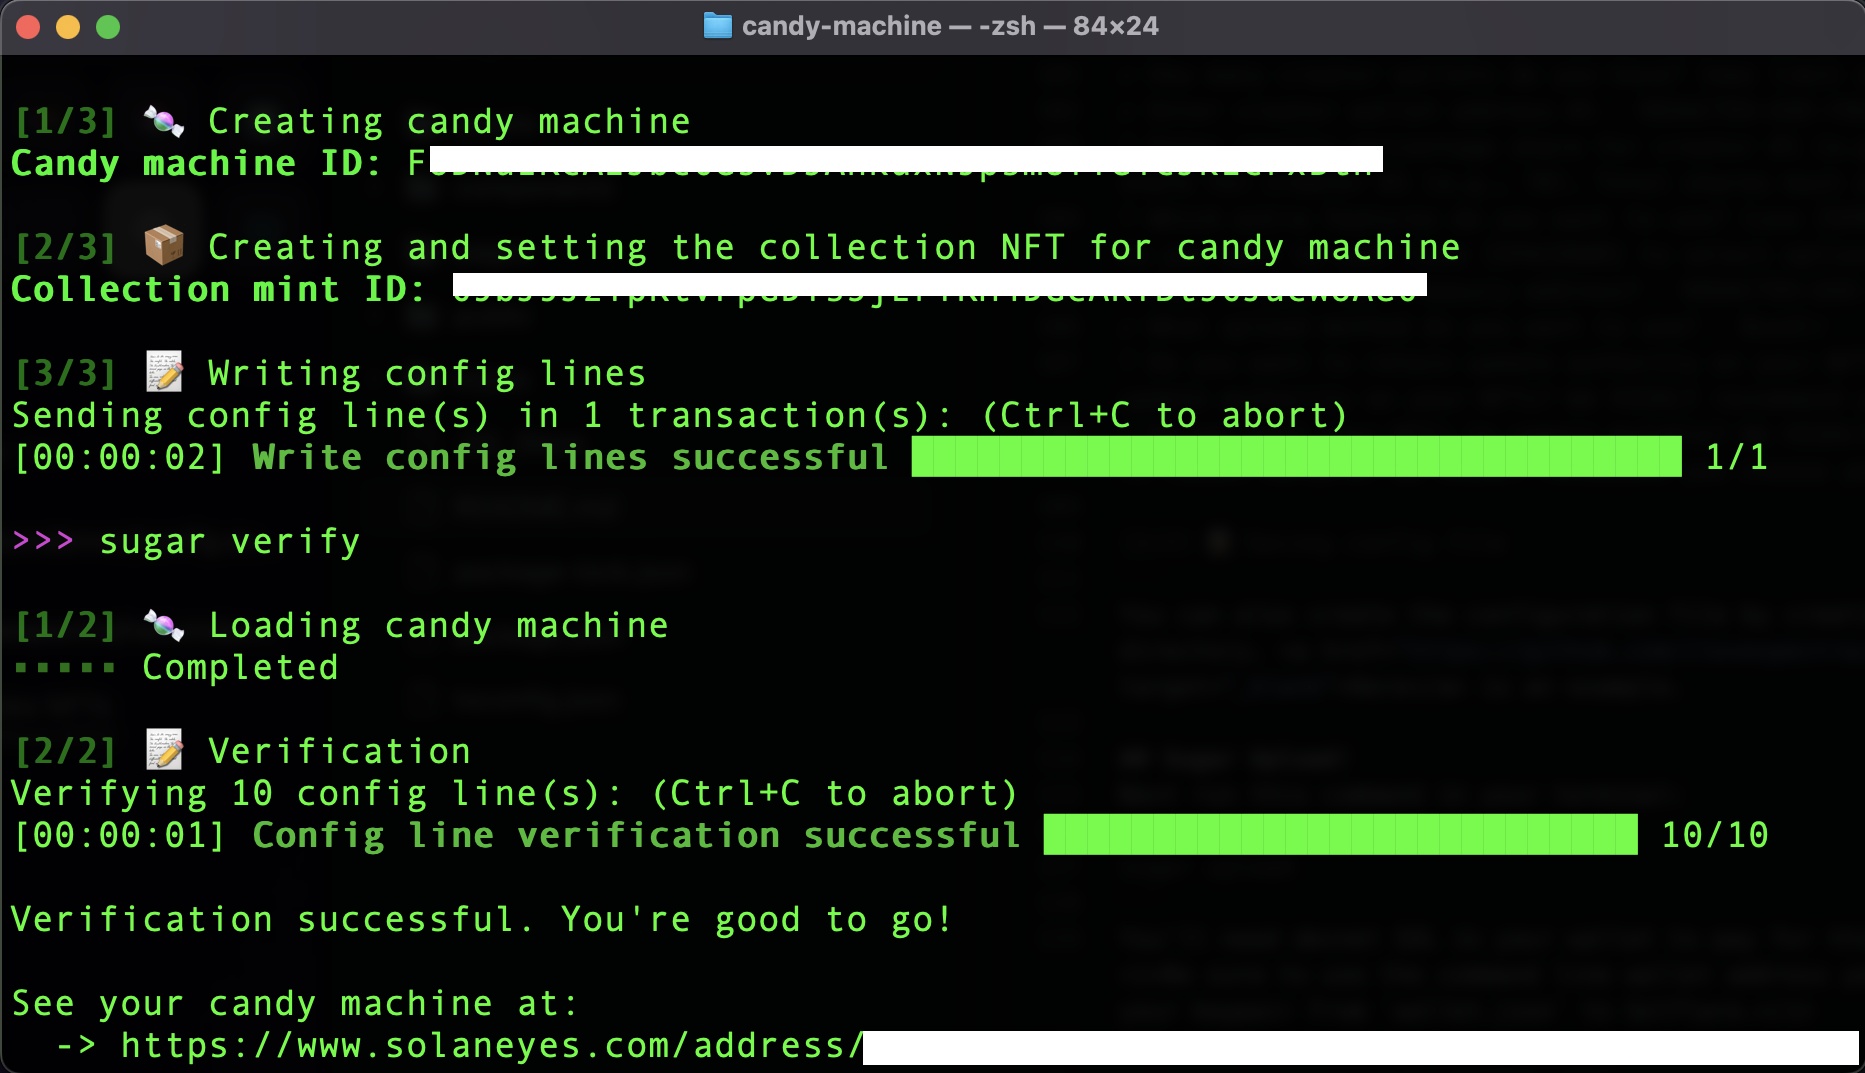 candy-machine — -zsh — 84×24
[1/3] 🍬 Creating candy machine
Candy machine ID: F
[2/3] 📦 Creating and setting the collection NFT for candy machine
Collection mint ID:
[3/3] 📝 Writing config lines
Sending config line(s) in 1 transaction(s): (Ctrl+C to abort)
[00:00:02] Write config lines successful 1/1
>>> sugar verify
[1/2] 🍬 Loading candy machine
▪▪▪▪▪ Completed
[2/2] 📝 Verification
Verifying 10 config line(s): (Ctrl+C to abort)
[00:00:01] Config line verification successful 10/10
Verification successful. You're good to go!
See your candy machine at:
-> https://www.solaneyes.com/address/